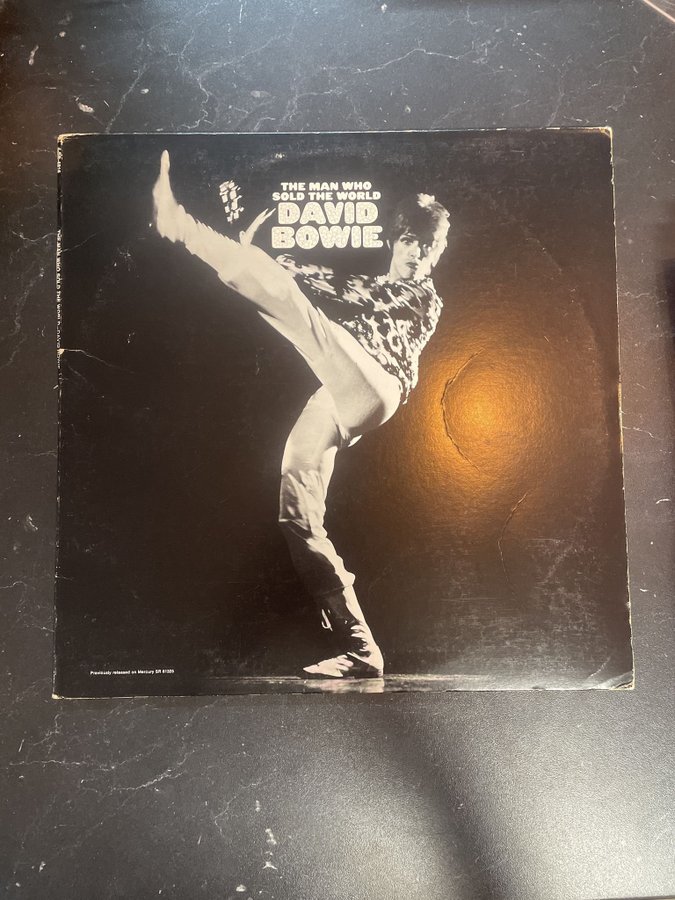 THE MAN WHO
SOLD THE WORLD
DAVID
BOWIE
Previously released on Mercury SR 61325